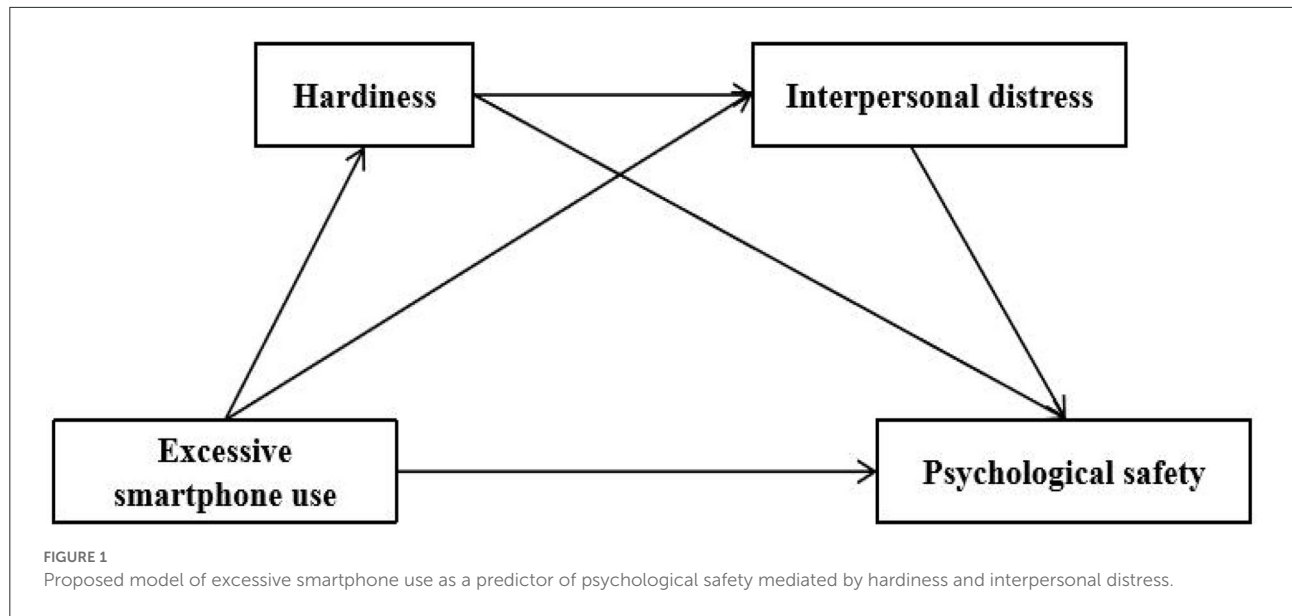 Hardiness
Interpersonal distress
Excessive
smartphone use
Psychological safety
FIGURE 1
Proposed model of excessive smartphone use as a predictor of psychological safety mediated by hardiness and interpersonal distress.